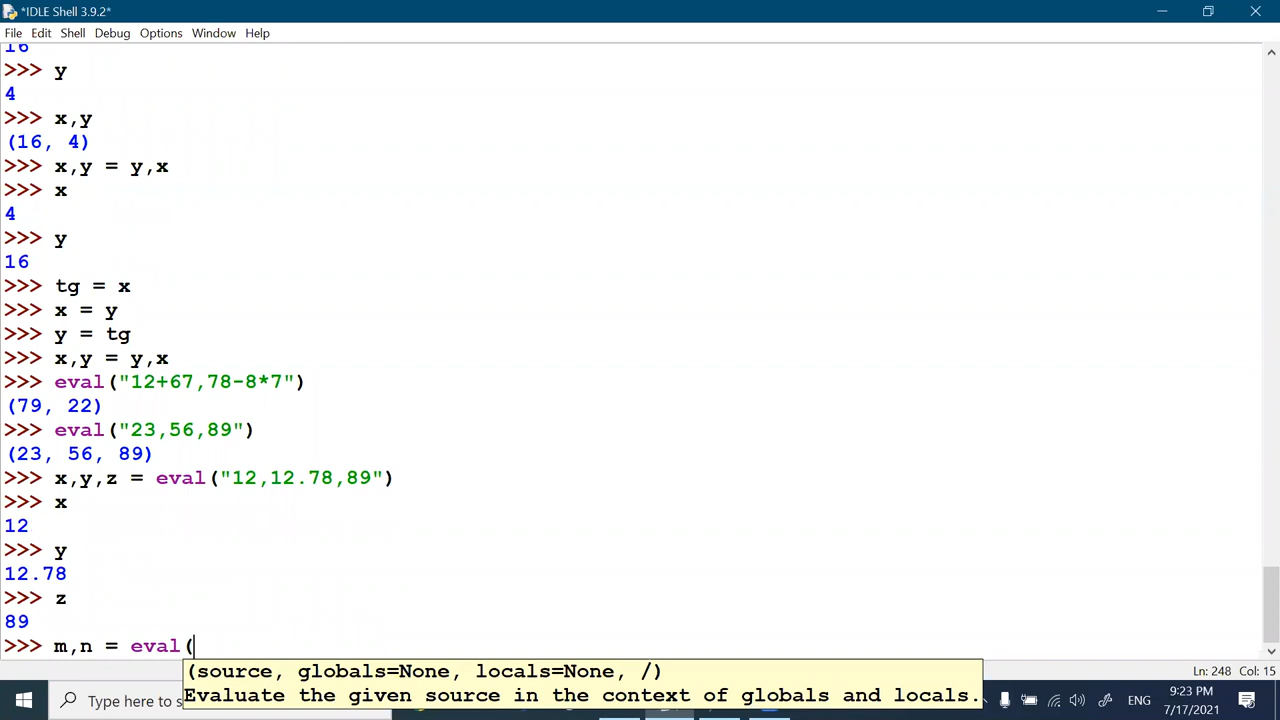 *IDLE Shell 3.9.2*
File Edit Shell Debug Options Window Help
16
>>> y
4
>>> x,y
(16, 4)
>>> x,y = y,x
>>> x
4
>>> y
16
>>> tg = x
>>> x = y
>>> y = tg
>>> x,y = y,x
>>> eval("12+67,78-8*7")
(79, 22)
>>> eval("23,56,89")
(23, 56, 89)
>>> x,y,z = eval("12,12.78,89")
>>> x
12
>>> y
12.78
>>> z
89
>>> m,n = eval(
(source, globals=None, locals=None, /)
Evaluate the given source in the context of globals and locals.
Ln: 248 Col: 15
Type here to s
ENG
9:23 PM
7/17/2021